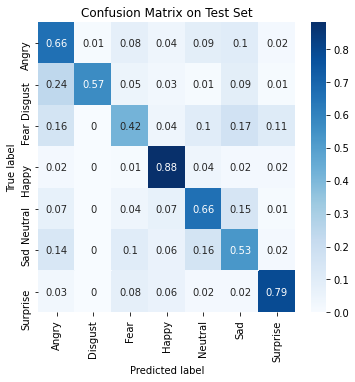 Confusion Matrix on Test Set
Angry 0.66 0.01 0.08 0.04 0.09 0.1 0.02
Disgust 0.24 0.57 0.05 0.03 0.01 0.09 0.01
Fear 0.16 0 0.42 0.04 0.1 0.17 0.11
Happy 0.02 0 0.01 0.88 0.04 0.02 0.02
Neutral 0.07 0 0.04 0.07 0.66 0.15 0.01
Sad 0.14 0 0.1 0.06 0.16 0.53 0.02
Surprise 0.03 0 0.08 0.06 0.02 0.02 0.79
Angry Disgust Fear Happy Neutral Sad Surprise
Predicted label
True label
0.8
0.7
0.6
0.5
0.4
0.3
0.2
0.1
0.0